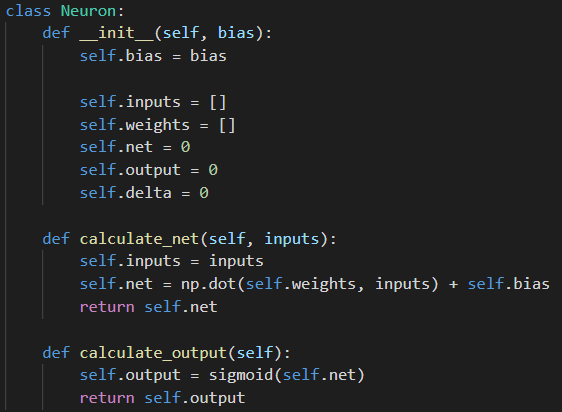 class Neuron:
    def __init__(self, bias):
        self.bias = bias
        self.inputs = []
        self.weights = []
        self.net = 0
        self.output = 0
        self.delta = 0
    def calculate_net(self, inputs):
        self.inputs = inputs
        self.net = np.dot(self.weights, inputs) + self.bias
        return self.net
    def calculate_output(self):
        self.output = sigmoid(self.net)
        return self.output